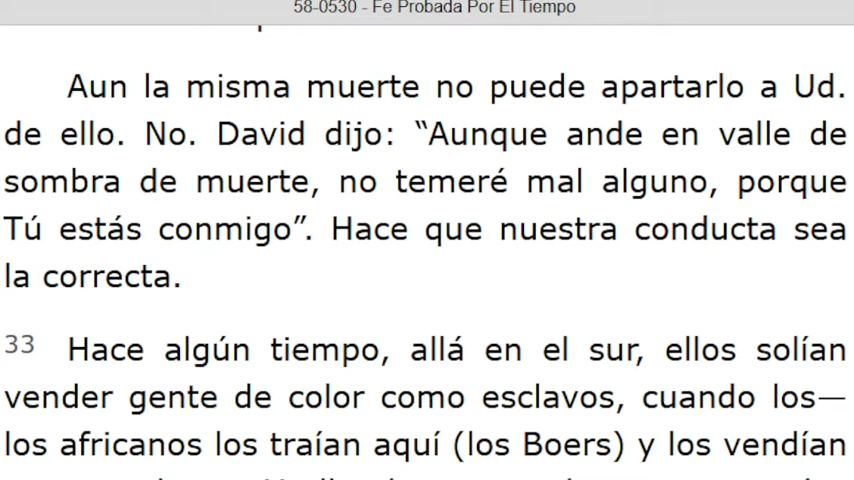 58-0530 - Fe Probada Por El Tiempo
Aun la misma muerte no puede apartarlo a Ud.
de ello. No. David dijo: “Aunque ande en valle de
sombra de muerte, no temeré mal alguno, porque
Tú estás conmigo”. Hace que nuestra conducta sea
la correcta.
33 Hace algún tiempo, allá en el sur, ellos solían
vender gente de color como esclavos, cuando los—
los africanos los traían aquí (los Boers) y los vendían